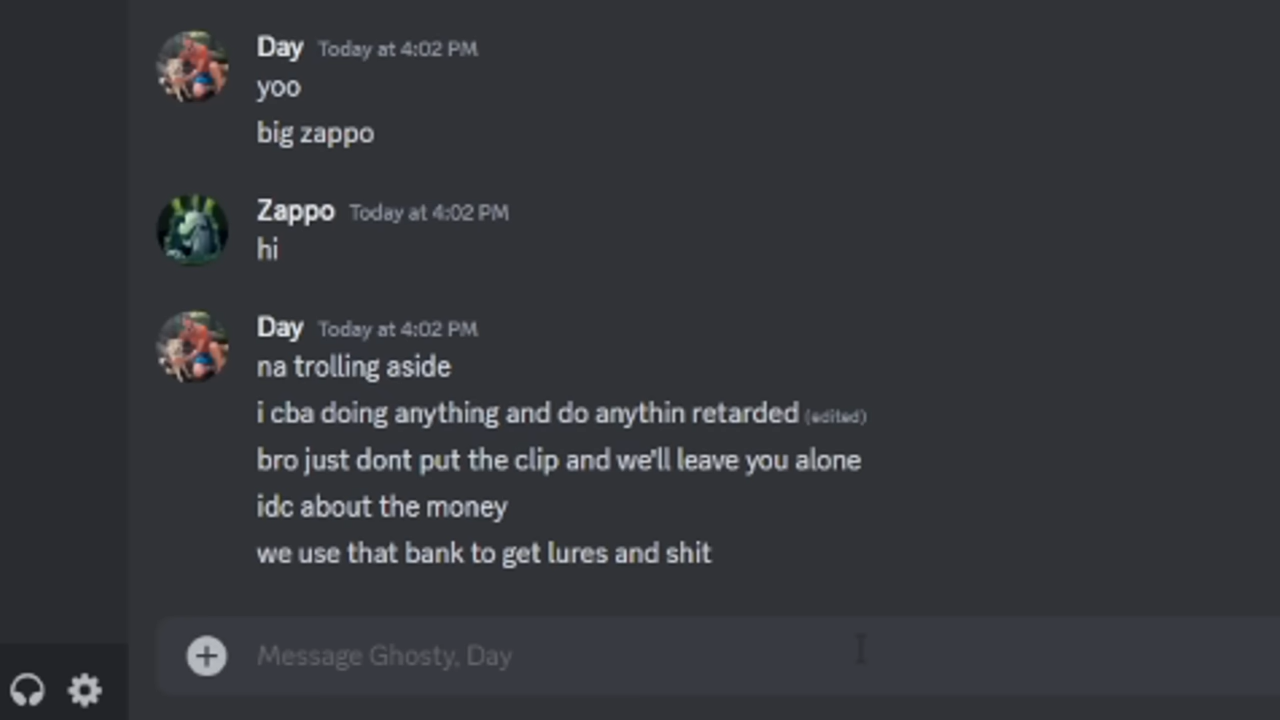 Day Today at 4:02 PM
yoo
big zappo
Zappo Today at 4:02 PM
hi
Day Today at 4:02 PM
na trolling aside
i cba doing anything and do anythin retarded (edited)
bro just dont put the clip and we'll leave you alone
idc about the money
we use that bank to get lures and shit
Message Ghosty, Day